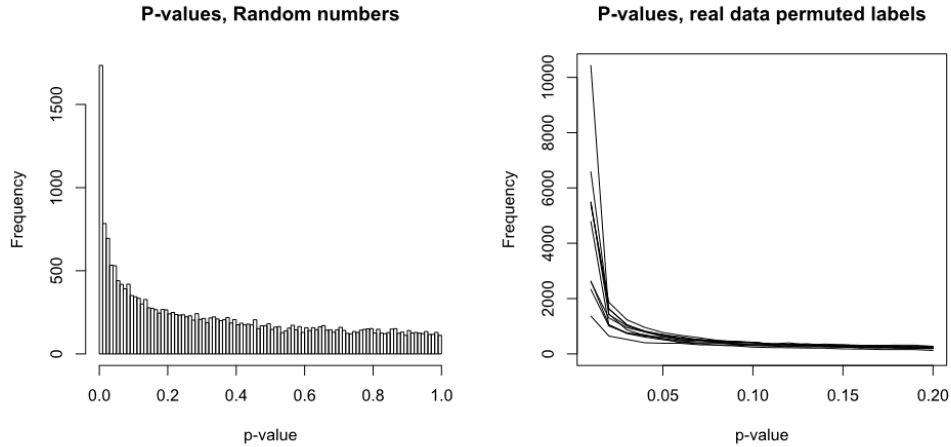 P-values, Random numbers
Frequency
0
500
1000
1500
0.0 0.2 0.4 0.6 0.8 1.0
p-value
P-values, real data permuted labels
Frequency
0
2000
4000
6000
8000
10000
0.05 0.10 0.15 0.20
p-value